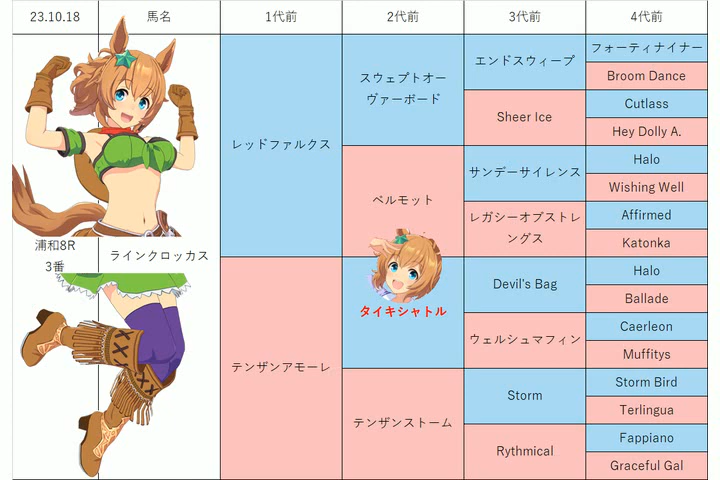 23.10.18 馬名 1代前 2代前 3代前 4代前
浦和8R
3番
ラインクロッカス
レッドファルクス
テンザンアモーレ
スウェプトオー
ヴァーボード
ベルモット
タイキシャトル
テンザンストーム
エンドスウィープ
Sheer Ice
サンデーサイレンス
レガシーオブストレ
ングス
Devil's Bag
ウェルシュマフィン
Storm
Rythmical
フォーティナイナー
Broom Dance
Cutlass
Hey Dolly A.
Halo
Wishing Well
Affirmed
Katonka
Halo
Ballade
Caerleon
Muffitys
Storm Bird
Terlingua
Fappiano
Graceful Gal